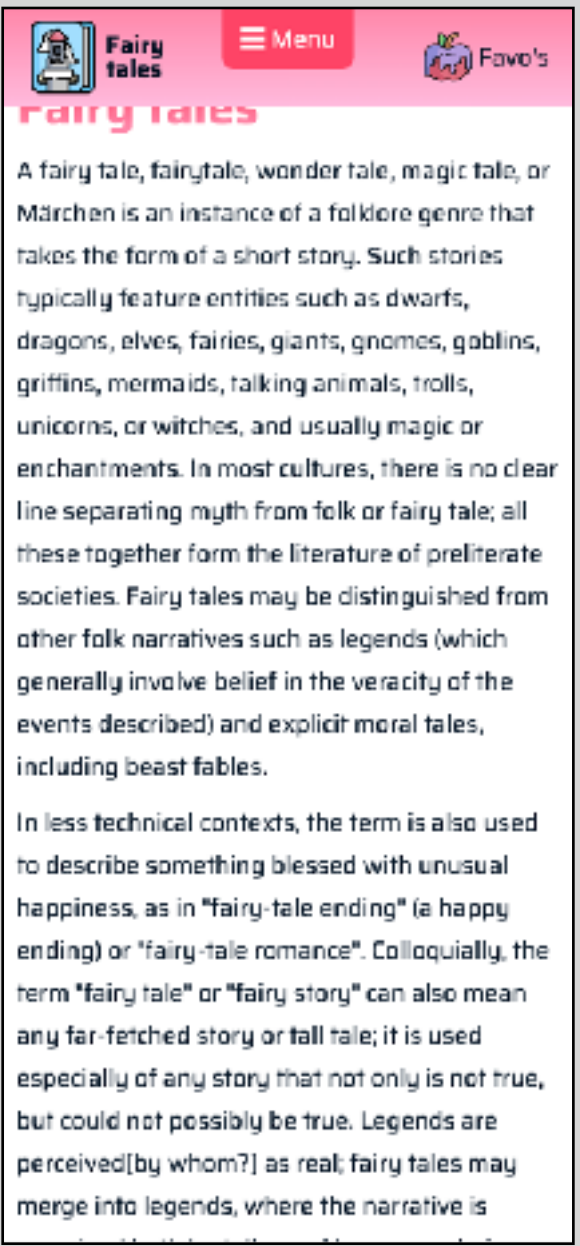 Fairy
tales
Menu
Favo's
Fairy Tales
A fairy tale, fairytale, wonder tale, magic tale, or
Märchen is an instance of a folklore genre that
takes the form of a short story. Such stories
typically feature entities such as dwarfs,
dragons, elves, fairies, giants, gnomes, goblins,
griffins, mermaids, talking animals, trolls,
unicorns, or witches, and usually magic or
enchantments. In most cultures, there is no clear
line separating myth from folk or fairy tale; all
these together form the literature of preliterate
societies. Fairy tales may be distinguished from
other folk narratives such as legends (which
generally involve belief in the veracity of the
events described) and explicit moral tales,
including beast fables.
In less technical contexts, the term is also used
to describe something blessed with unusual
happiness, as in "fairy-tale ending" (a happy
ending) or "fairy-tale romance". Colloquially, the
term "fairy tale" or "fairy story" can also mean
any far-fetched story or tall tale; it is used
especially of any story that not only is not true,
but could not possibly be true. Legends are
perceived[by whom?] as real; fairy tales may
merge into legends, where the narrative is